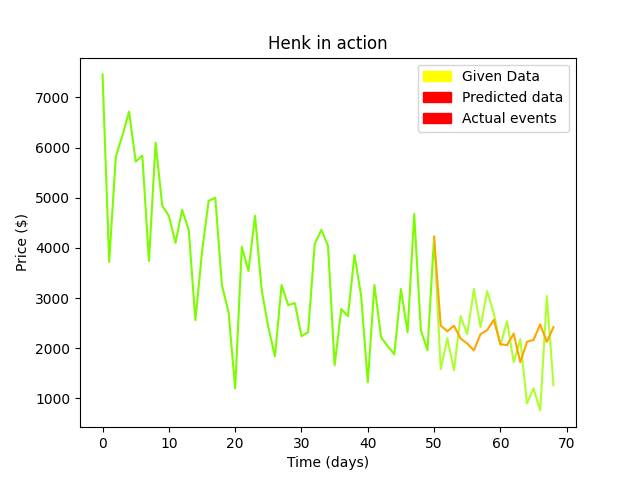 Henk in action
Given Data
Predicted data
Actual events
Price ($)
7000
6000
5000
4000
3000
2000
1000
0 10 20 30 40 50 60 70
Time (days)